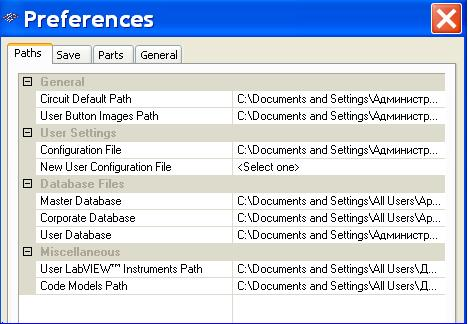 Preferences
Paths Save Parts General
General
Circuit Default Path C:\Documents and Settings\Администр...
User Button Images Path C:\Documents and Settings\Администр...
User Settings
Configuration File C:\Documents and Settings\Администр...
New User Configuration File <Select one>
Database Files
Master Database C:\Documents and Settings\All Users\Ap...
Corporate Database C:\Documents and Settings\All Users\Ap...
User Database C:\Documents and Settings\Администр...
Miscellaneous
User LabVIEW™ Instruments Path C:\Documents and Settings\All Users\Д...
Code Models Path C:\Documents and Settings\All Users\Д...